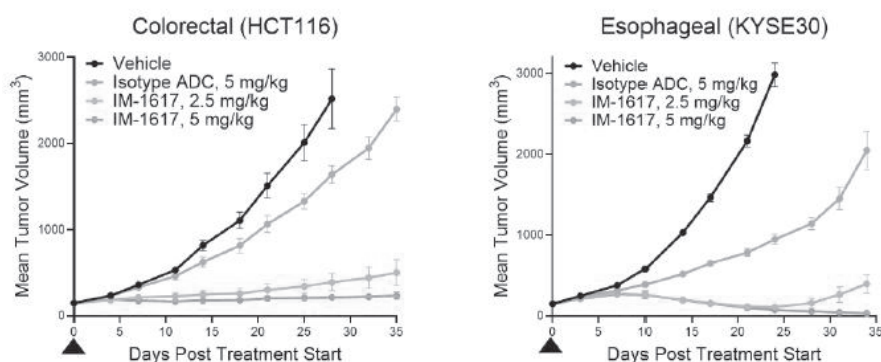 Colorectal (HCT116)
3000
2000
1000
0
Mean Tumor Volume (mm³)
Vehicle
Isotype ADC, 5 mg/kg
IM-1617, 2.5 mg/kg
IM-1617, 5 mg/kg
0 5 10 15 20 25 30 35
Days Post Treatment Start
Esophageal (KYSE30)
3000
2000
1000
0
Mean Tumor Volume (mm³)
Vehicle
Isotype ADC, 5 mg/kg
IM-1617, 2.5 mg/kg
IM-1617, 5 mg/kg
0 5 10 15 20 25 30 35
Days Post Treatment Start